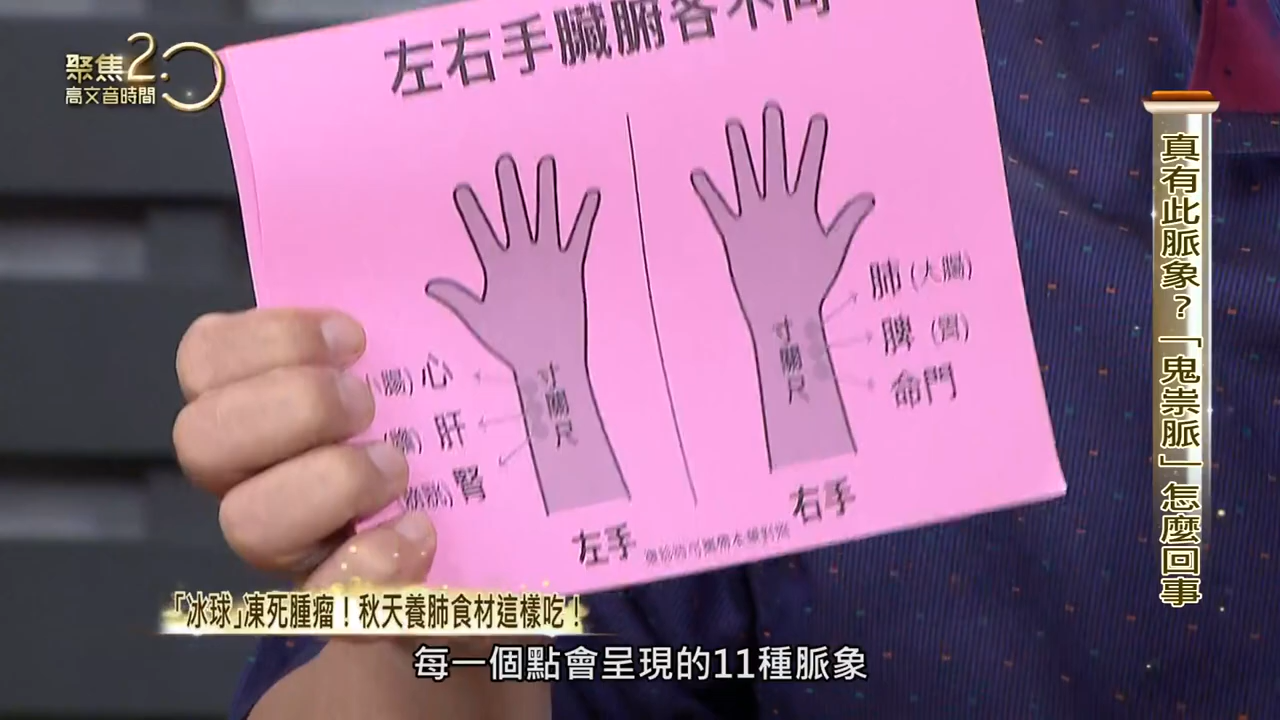 聚焦2.0
高文音時間
左右手臟腑各不同
心
肝
腎
寸
關
尺
左手
寸
關
尺
肺(大腸)
脾(胃)
命門
右手
真有此脈象？「鬼祟脈」怎麼回事
「冰球」凍死腫瘤！秋天養肺食材這樣吃！
每一個點會呈現的11種脈象